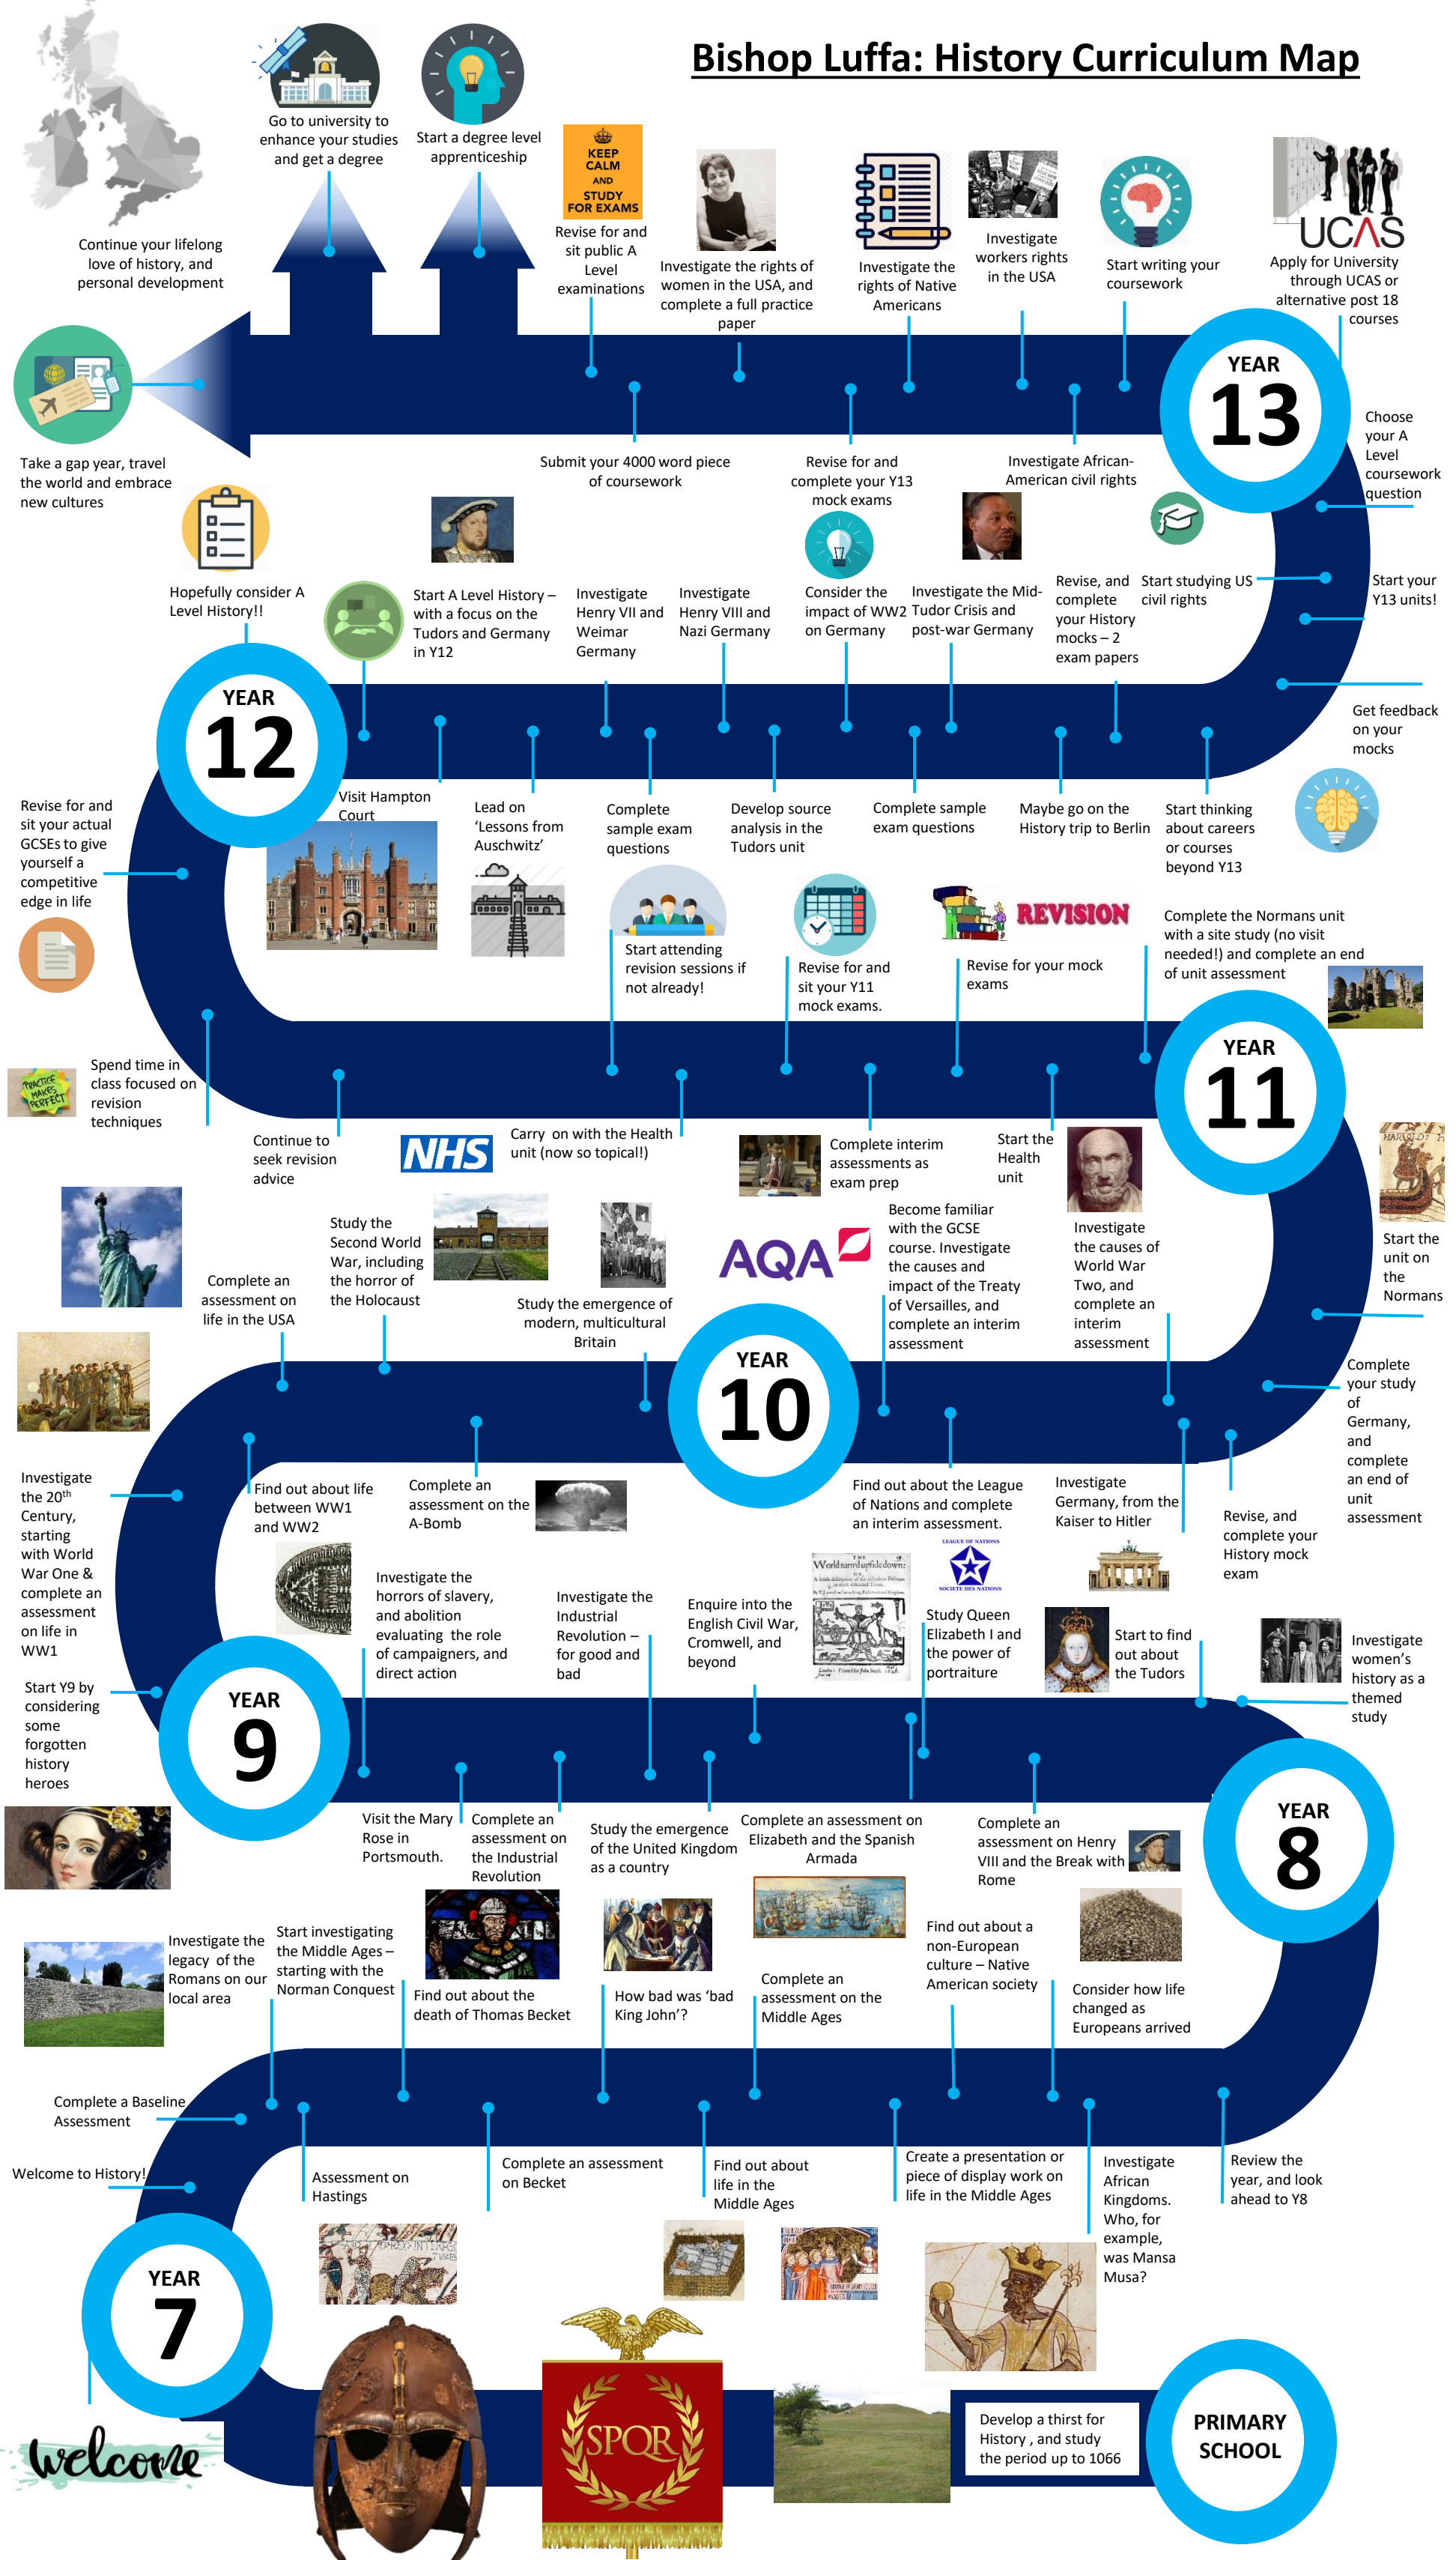 Bishop Luffa: History Curriculum Map
Go to university to
enhance your studies
and get a degree
Start a degree level
apprenticeship
KEEP
CALM
AND
STUDY
FOR EXAMS
Revise for and
sit public A
Level
examinations
Investigate the rights of
women in the USA, and
complete a full practice
paper
Investigate the
rights of Native
Americans
Investigate
workers rights
in the USA
Start writing your
coursework
UCAS
Apply for University
through UCAS or
alternative post 18
courses
Continue your lifelong
love of history, and
personal development
Take a gap year, travel
the world and embrace
new cultures
YEAR
13
Choose
your A
Level
coursework
question
Submit your 4000 word piece
of coursework
Revise for and
complete your Y13
mock exams
Investigate African-
American civil rights
Hopefully consider A
Level History!!
Start A Level History –
with a focus on the
Tudors and Germany
in Y12
Investigate
Henry VII and
Weimar
Germany
Investigate
Henry VIII and
Nazi Germany
Consider the
impact of WW2
on Germany
Investigate the Mid-
Tudor Crisis and
post-war Germany
Revise, and
complete
your History
mocks – 2
exam papers
Start studying US
civil rights
Start your
Y13 units!
Get feedback
on your
mocks
YEAR
12
Visit Hampton
Court
Lead on
‘Lessons from
Auschwitz’
Complete
sample exam
questions
Develop source
analysis in the
Tudors unit
Complete sample
exam questions
Maybe go on the
History trip to Berlin
Start thinking
about careers
or courses
beyond Y13
Revise for and
sit your actual
GCSEs to give
yourself a
competitive
edge in life
Start attending
revision sessions if
not already!
Revise for and
sit your Y11
mock exams.
REVISION
Revise for your mock
exams
Complete the Normans unit
with a site study (no visit
needed!) and complete an end
of unit assessment
YEAR
11
PRACTICE
MAKES
PERFECT
Spend time in
class focused on
revision
techniques
Continue to
seek revision
advice
NHS
Carry on with the Health
unit (now so topical!)
Complete interim
assessments as
exam prep
Start the
Health
unit
Start the
unit on
the
Normans
Complete an
assessment on
life in the USA
Study the
Second World
War, including
the horror of
the Holocaust
Study the emergence of
modern, multicultural
Britain
AQA
Become familiar
with the GCSE
course. Investigate
the causes and
impact of the Treaty
of Versailles, and
complete an interim
assessment
Investigate
the causes of
World War
Two, and
complete an
interim
assessment
Complete
your study
of
Germany,
and
complete
an end of
unit
assessment
YEAR
10
Investigate
the 20th
Century,
starting
with World
War One &
complete an
assessment
on life in
WW1
Find out about life
between WW1
and WW2
Complete an
assessment on the
A-Bomb
Find out about the League
of Nations and complete
an interim assessment.
LEAGUE OF NATIONS
SOCIETE DES NATIONS
Investigate
Germany, from the
Kaiser to Hitler
Revise, and
complete your
History mock
exam
Start Y9 by
considering
some
forgotten
history
heroes
YEAR
9
Investigate the
horrors of slavery,
and abolition
evaluating the role
of campaigners, and
direct action
Investigate the
Industrial
Revolution –
for good and
bad
Enquire into the
English Civil War,
Cromwell, and
beyond
THE
World turn'd upside down:
Study Queen
Elizabeth I and
the power of
portraiture
Start to find
out about
the Tudors
Investigate
women’s
history as a
themed
study
Visit the Mary
Rose in
Portsmouth.
Complete an
assessment on
the Industrial
Revolution
Study the emergence
of the United Kingdom
as a country
Complete an assessment on
Elizabeth and the Spanish
Armada
Complete an
assessment on Henry
VIII and the Break with
Rome
YEAR
8
Investigate the
legacy of the
Romans on our
local area
Start investigating
the Middle Ages –
starting with the
Norman Conquest
Find out about the
death of Thomas Becket
How bad was ‘bad
King John’?
Complete an
assessment on the
Middle Ages
Find out about a
non-European
culture – Native
American society
Consider how life
changed as
Europeans arrived
Complete a Baseline
Assessment
Welcome to History!
Assessment on
Hastings
Complete an assessment
on Becket
Find out about
life in the
Middle Ages
Create a presentation or
piece of display work on
life in the Middle Ages
Investigate
African
Kingdoms.
Who, for
example,
was Mansa
Musa?
Review the
year, and look
ahead to Y8
YEAR
7
welcome
SPQR
Develop a thirst for
History , and study
the period up to 1066
PRIMARY
SCHOOL